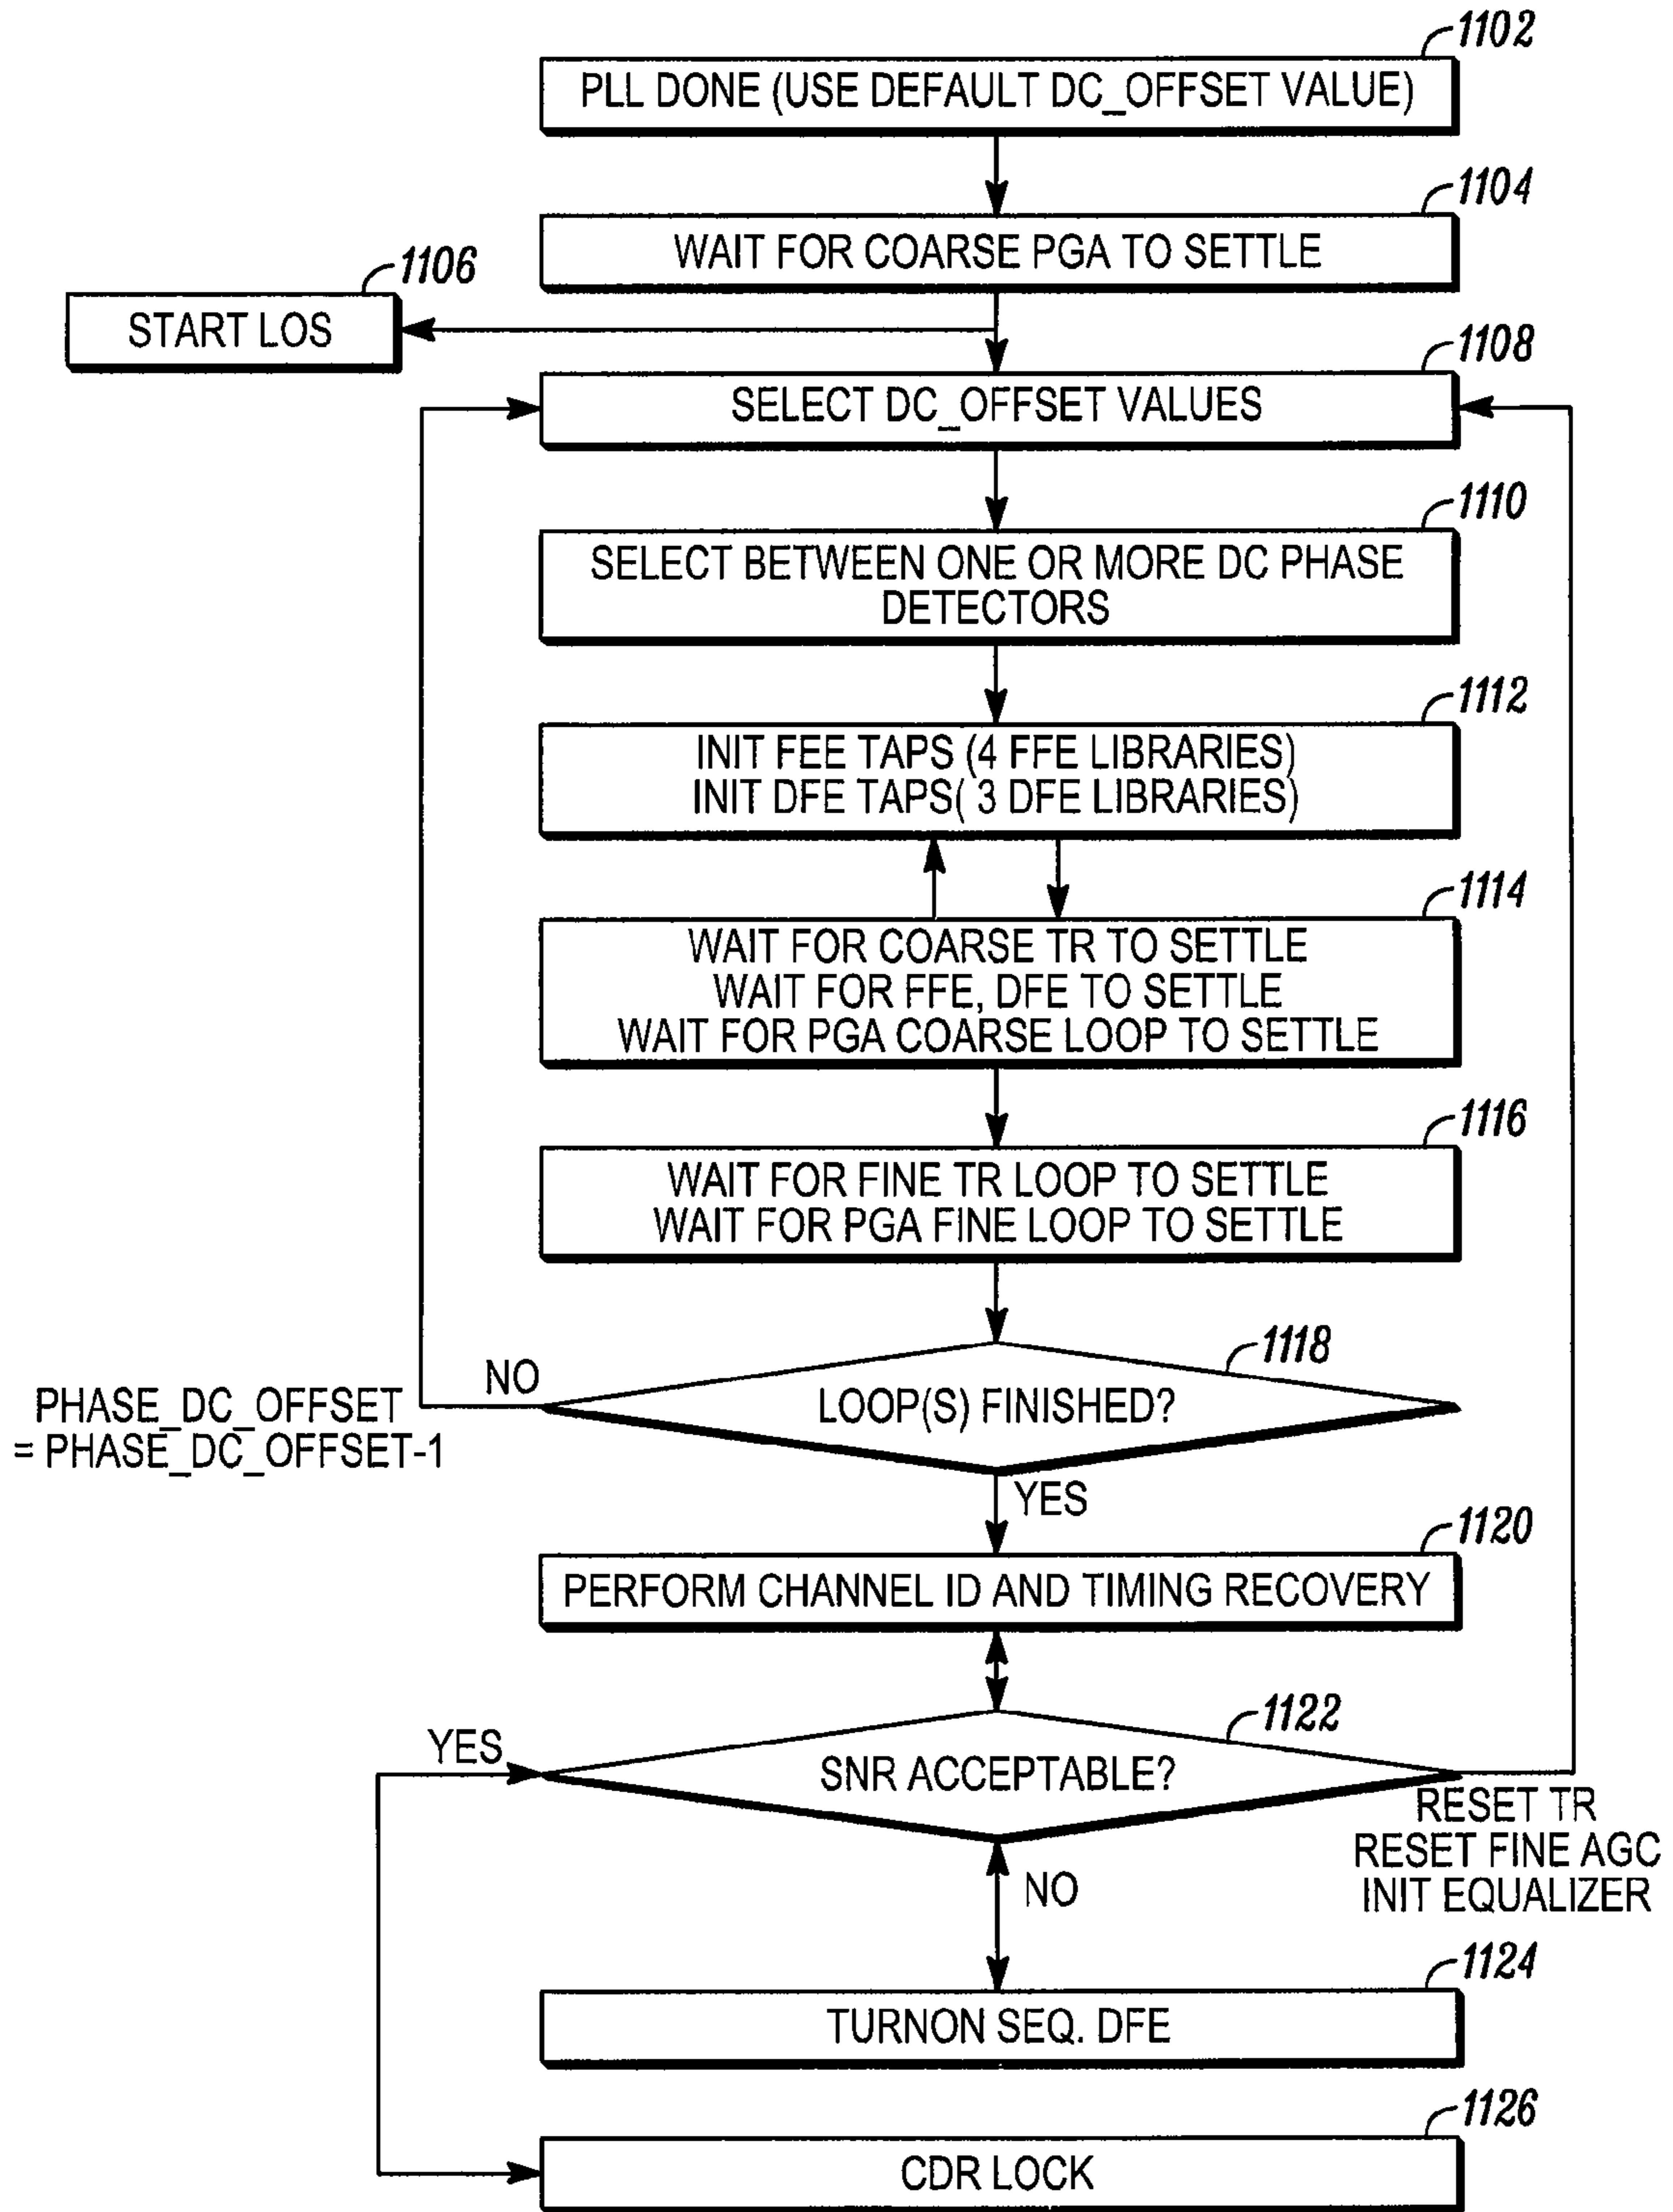 1102
PLL DONE (USE DEFAULT DC_OFFSET VALUE)
1104
WAIT FOR COARSE PGA TO SETTLE
1106
START LOS
1108
SELECT DC_OFFSET VALUES
1110
SELECT BETWEEN ONE OR MORE DC PHASE
DETECTORS
1112
INIT FEE TAPS (4 FFE LIBRARIES)
INIT DFE TAPS( 3 DFE LIBRARIES)
1114
WAIT FOR COARSE TR TO SETTLE
WAIT FOR FFE, DFE TO SETTLE
WAIT FOR PGA COARSE LOOP TO SETTLE
1116
WAIT FOR FINE TR LOOP TO SETTLE
WAIT FOR PGA FINE LOOP TO SETTLE
1118
LOOP(S) FINISHED?
NO
PHASE_DC_OFFSET
= PHASE_DC_OFFSET-1
YES
1120
PERFORM CHANNEL ID AND TIMING RECOVERY
1122
SNR ACCEPTABLE?
YES
RESET TR
RESET FINE AGC
INIT EQUALIZER
NO
1124
TURNON SEQ. DFE
1126
CDR LOCK